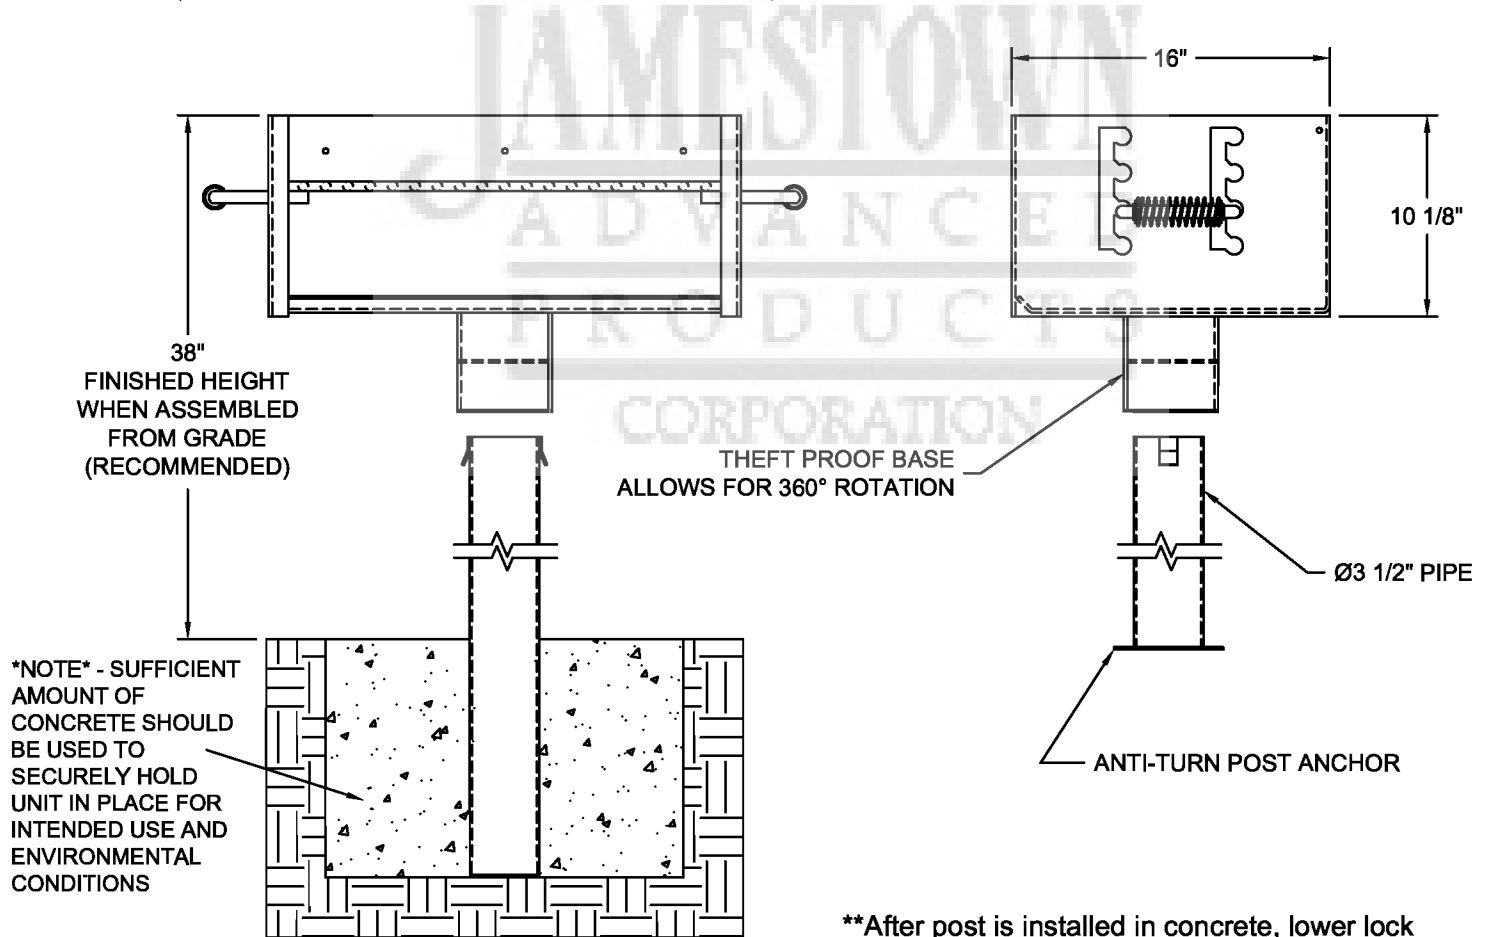 JAMESTOWN
ADVANCED
PRODUCTS
CORPORATION
16"
10 1/8"
38"
FINISHED HEIGHT
WHEN ASSEMBLED
FROM GRADE
(RECOMMENDED)
THEFT PROOF BASE
ALLOWS FOR 360° ROTATION
Ø3 1/2" PIPE
*NOTE* - SUFFICIENT
AMOUNT OF
CONCRETE SHOULD
BE USED TO
SECURELY HOLD
UNIT IN PLACE FOR
INTENDED USE AND
ENVIRONMENTAL
CONDITIONS
ANTI-TURN POST ANCHOR
**After post is installed in concrete, lower lock